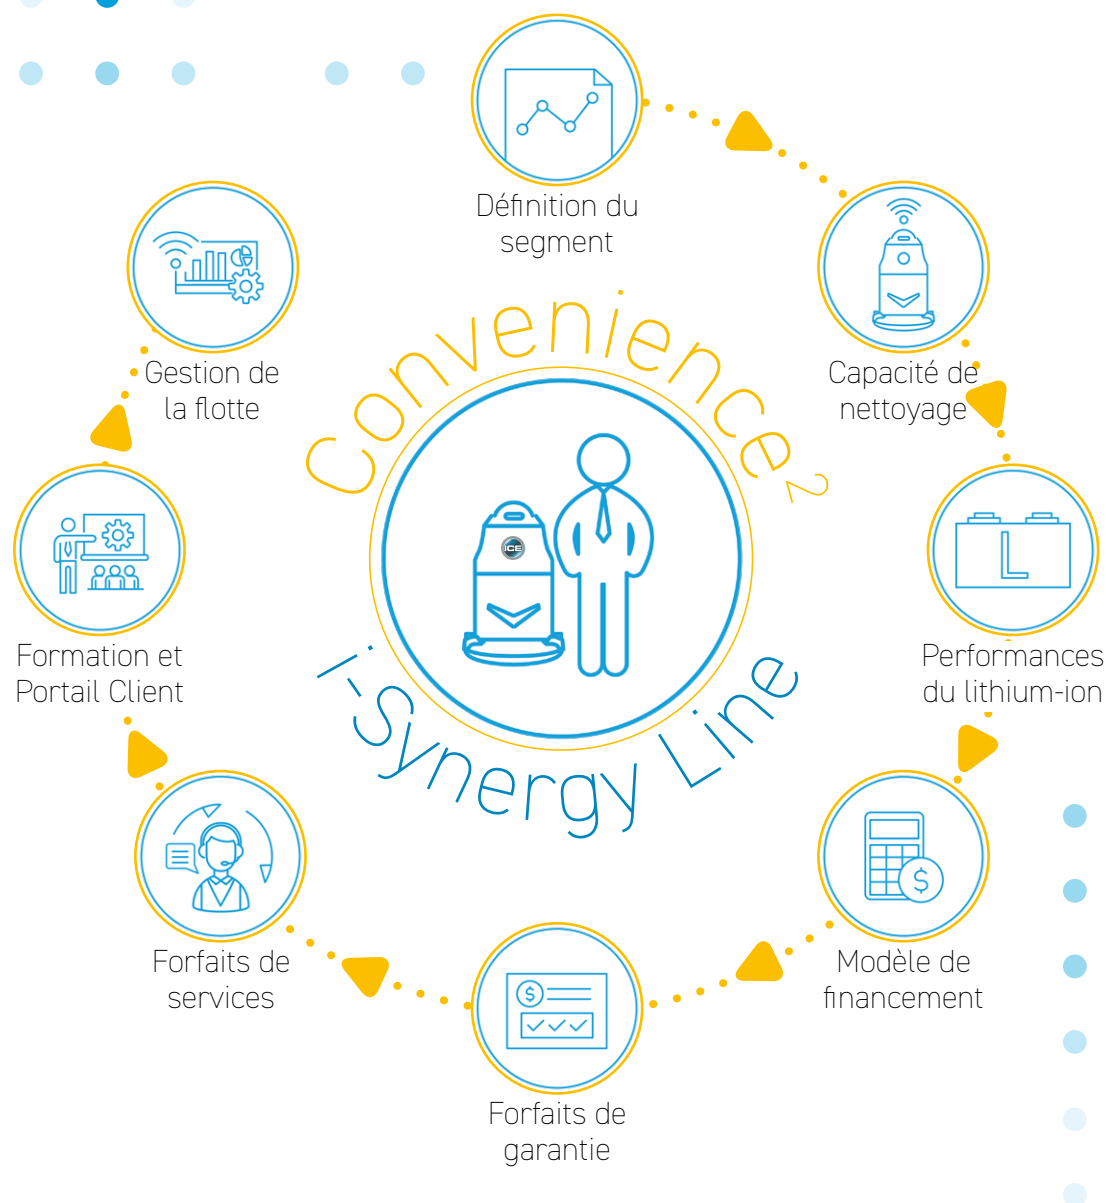 Définition du
segment
Capacité de
nettoyage
Performances
du lithium-ion
L
Modèle de
financement
$
Forfaits de
garantie
$
Forfaits de
services
Formation et
Portail Client
Gestion de
la flotte
Convenience²
ICE
i-Synergy Line